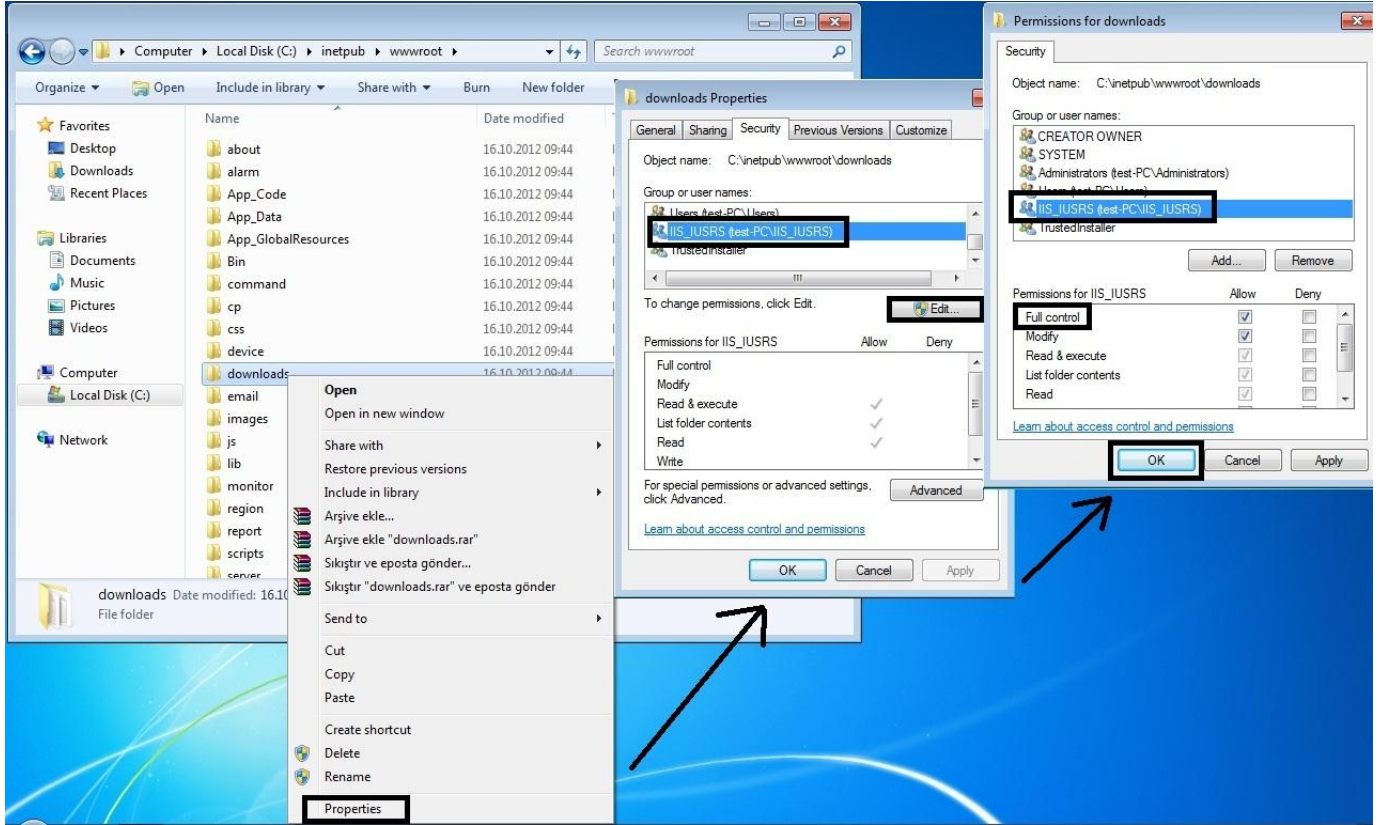 Computer ▸ Local Disk (C:) ▸ inetpub ▸ wwwroot ▸
Search wwwroot
Organize
Open
Include in library
Share with
Burn
New folder
Favorites
Desktop
Downloads
Recent Places
Libraries
Documents
Music
Pictures
Videos
Computer
Local Disk (C:)
Network
Name Date modified
about 16.10.2012 09:44
alarm 16.10.2012 09:44
App_Code 16.10.2012 09:44
App_Data 16.10.2012 09:44
App_GlobalResources 16.10.2012 09:44
Bin 16.10.2012 09:44
command 16.10.2012 09:44
cp 16.10.2012 09:44
css 16.10.2012 09:44
device 16.10.2012 09:44
downloads 16.10.2012 09:44
email
images
js
lib
monitor
region
report
scripts
server
downloads Date modified: 16.10
File folder
Open
Open in new window
Share with
Restore previous versions
Include in library
Arşive ekle...
Arşive ekle "downloads.rar"
Sıkıştır ve eposta gönder...
Sıkıştır "downloads.rar" ve eposta gönder
Send to
Cut
Copy
Paste
Create shortcut
Delete
Rename
Properties
downloads Properties
General
Sharing
Security
Previous Versions
Customize
Object name: C:\inetpub\wwwroot\downloads
Group or user names:
Users (test-PC\Users)
IIS_IUSRS (test-PC\IIS_IUSRS)
TrustedInstaller
To change permissions, click Edit.
Edit...
Permissions for IIS_IUSRS Allow Deny
Full control
Modify
Read & execute
List folder contents
Read
Write
For special permissions or advanced settings,
click Advanced.
Advanced
Learn about access control and permissions
OK
Cancel
Apply
Permissions for downloads
Security
Object name: C:\inetpub\wwwroot\downloads
Group or user names:
CREATOR OWNER
SYSTEM
Administrators (test-PC\Administrators)
Users (test-PC\Users)
IIS_IUSRS (test-PC\IIS_IUSRS)
TrustedInstaller
Add...
Remove
Permissions for IIS_IUSRS Allow Deny
Full control
Modify
Read & execute
List folder contents
Read
Learn about access control and permissions
OK
Cancel
Apply